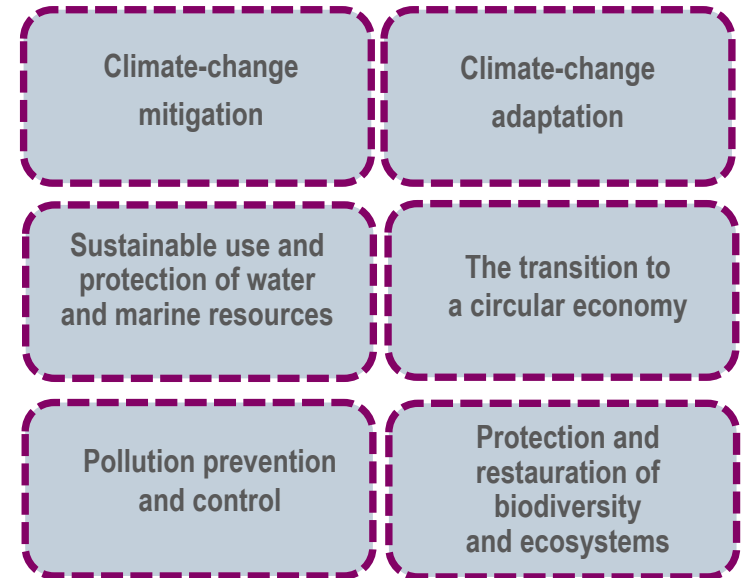 Climate-change
mitigation
Climate-change
adaptation
Sustainable use and
protection of water
and marine resources
The transition to
a circular economy
Pollution prevention
and control
Protection and
restauration of
biodiversity
and ecosystems